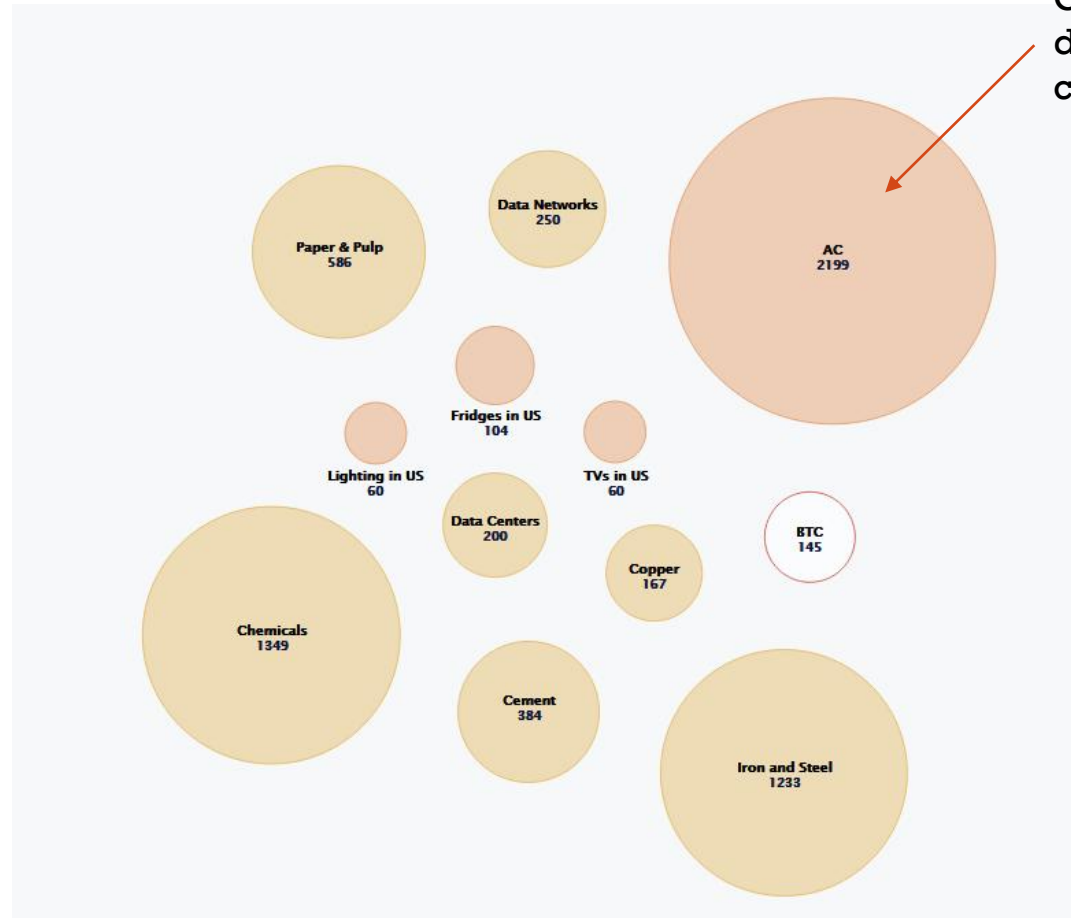 d
c
Data Networks
250
Paper & Pulp
586
AC
2199
Fridges in US
104
Lighting in US
60
TVs in US
60
Data Centers
200
BTC
145
Copper
167
Chemicals
1349
Cement
384
Iron and Steel
1233